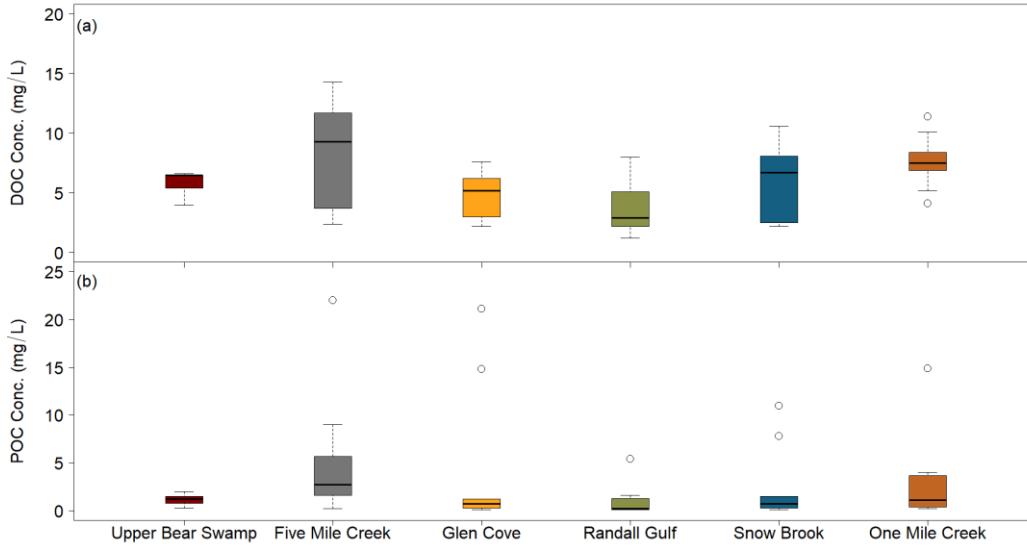 (a)
DOC Conc. (mg/L)
20
15
10
5
0
(b)
POC Conc. (mg/L)
25
20
15
10
5
0
Upper Bear Swamp Five Mile Creek Glen Cove Randall Gulf Snow Brook One Mile Creek